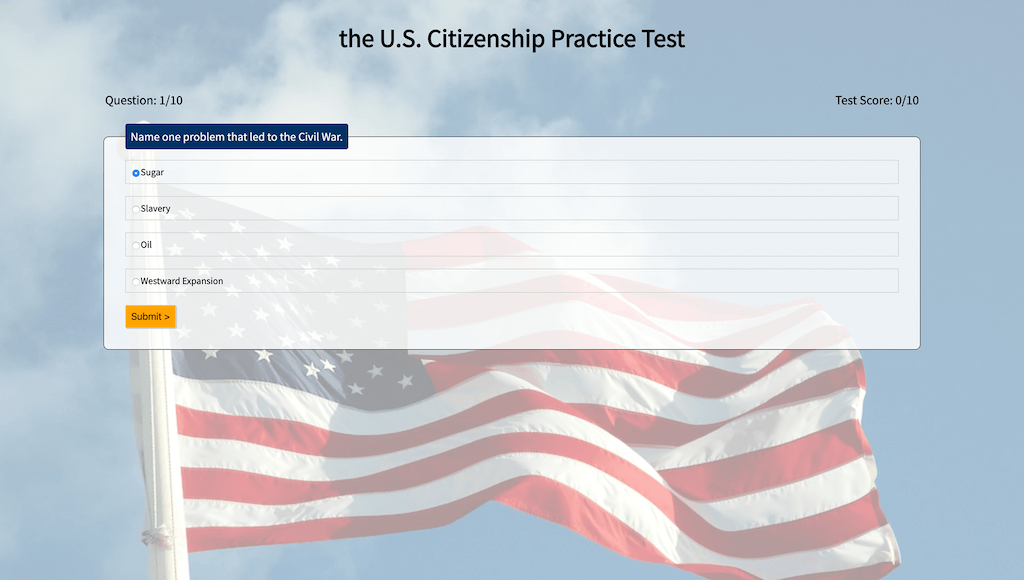 the U.S. Citizenship Practice Test
Question: 1/10
Test Score: 0/10
Name one problem that led to the Civil War.
Sugar
Slavery
Oil
Westward Expansion
Submit >